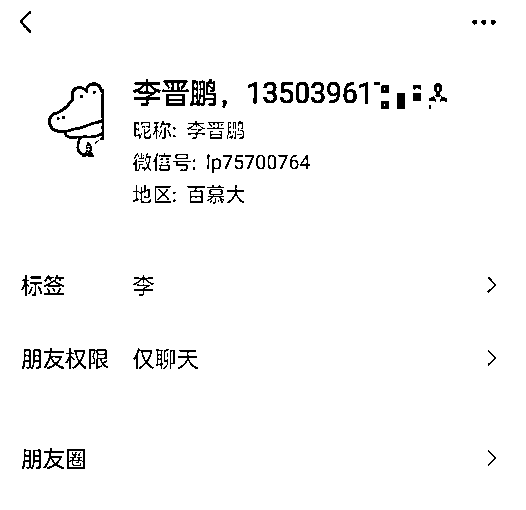 李晋鹏，13503961
昵称: 李晋鹏
微信号: lp75700764
地区: 百慕大
标签 李
朋友权限 仅聊天
朋友圈